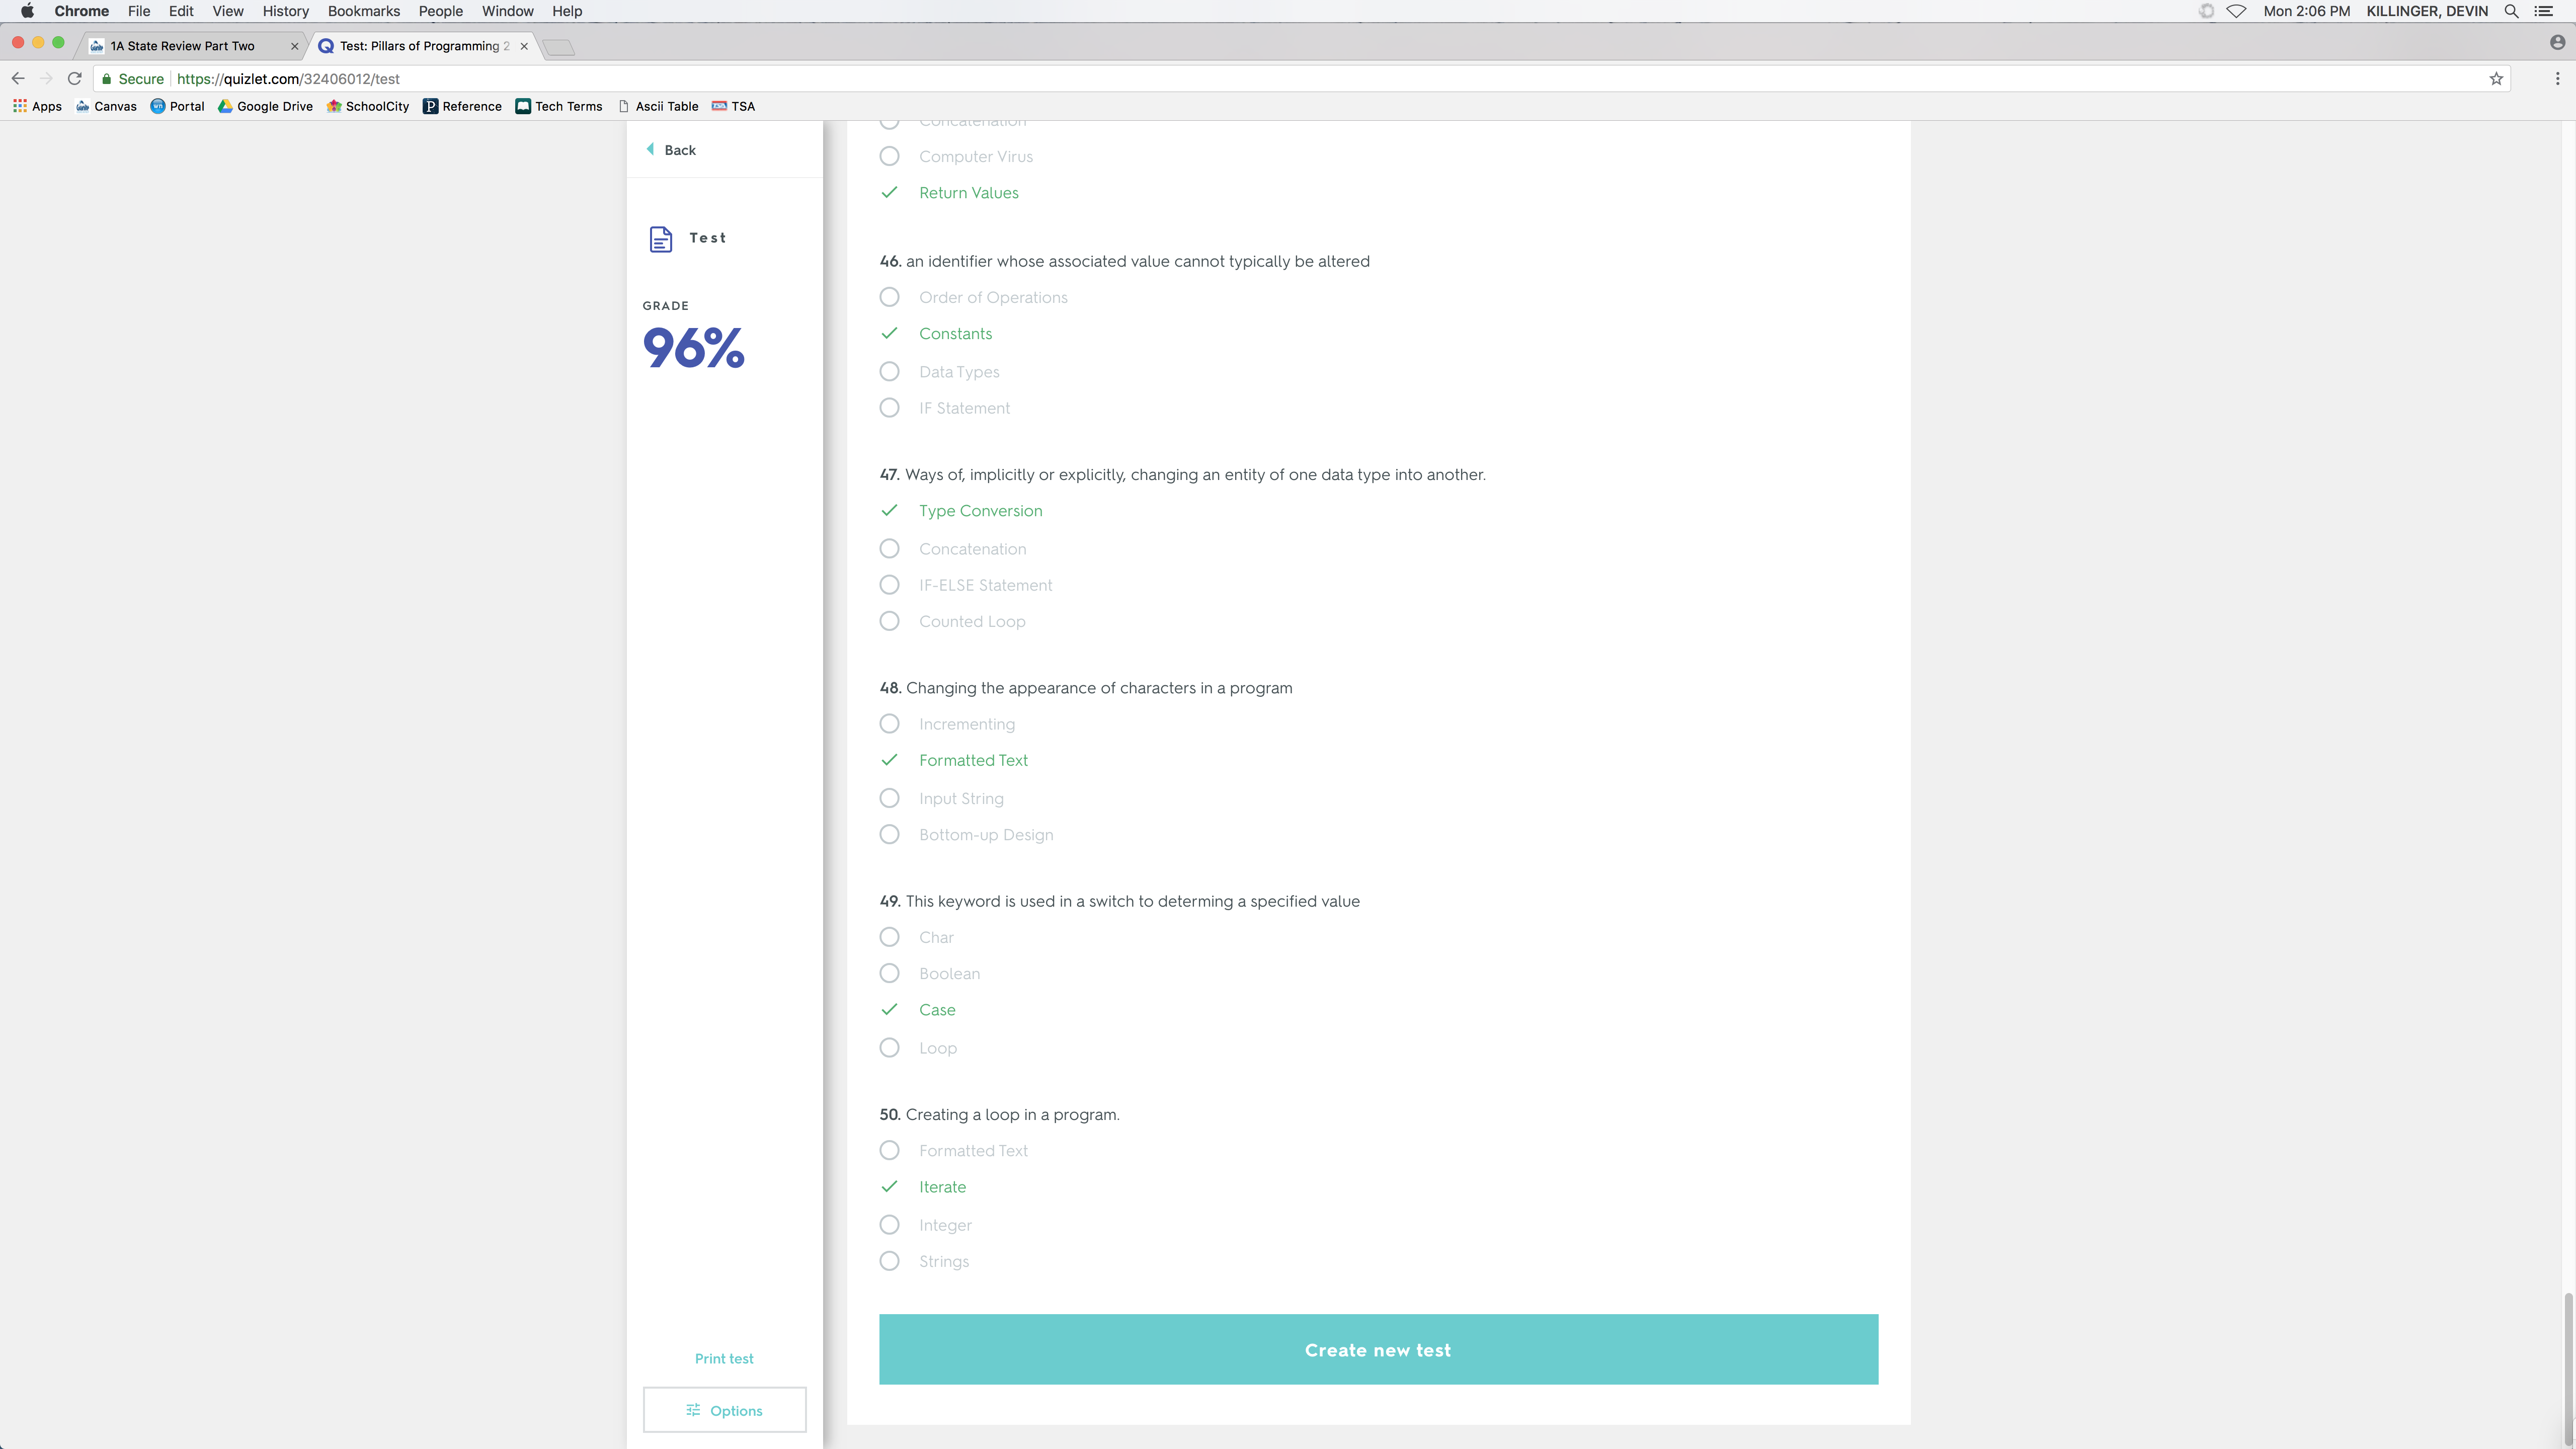 Chrome File Edit View History Bookmarks People Window Help Mon 2:06 PM KILLINGER, DEVIN
1A State Review Part Two Test: Pillars of Programming 2
Secure https://quizlet.com/32406012/test
Apps Canvas Portal Google Drive SchoolCity Reference Tech Terms Ascii Table TSA
Back
Test
GRADE
96%
Print test
Options
Concatenation
Computer Virus
Return Values
46. an identifier whose associated value cannot typically be altered
Order of Operations
Constants
Data Types
IF Statement
47. Ways of, implicitly or explicitly, changing an entity of one data type into another.
Type Conversion
Concatenation
IF-ELSE Statement
Counted Loop
48. Changing the appearance of characters in a program
Incrementing
Formatted Text
Input String
Bottom-up Design
49. This keyword is used in a switch to determing a specified value
Char
Boolean
Case
Loop
50. Creating a loop in a program.
Formatted Text
Iterate
Integer
Strings
Create new test